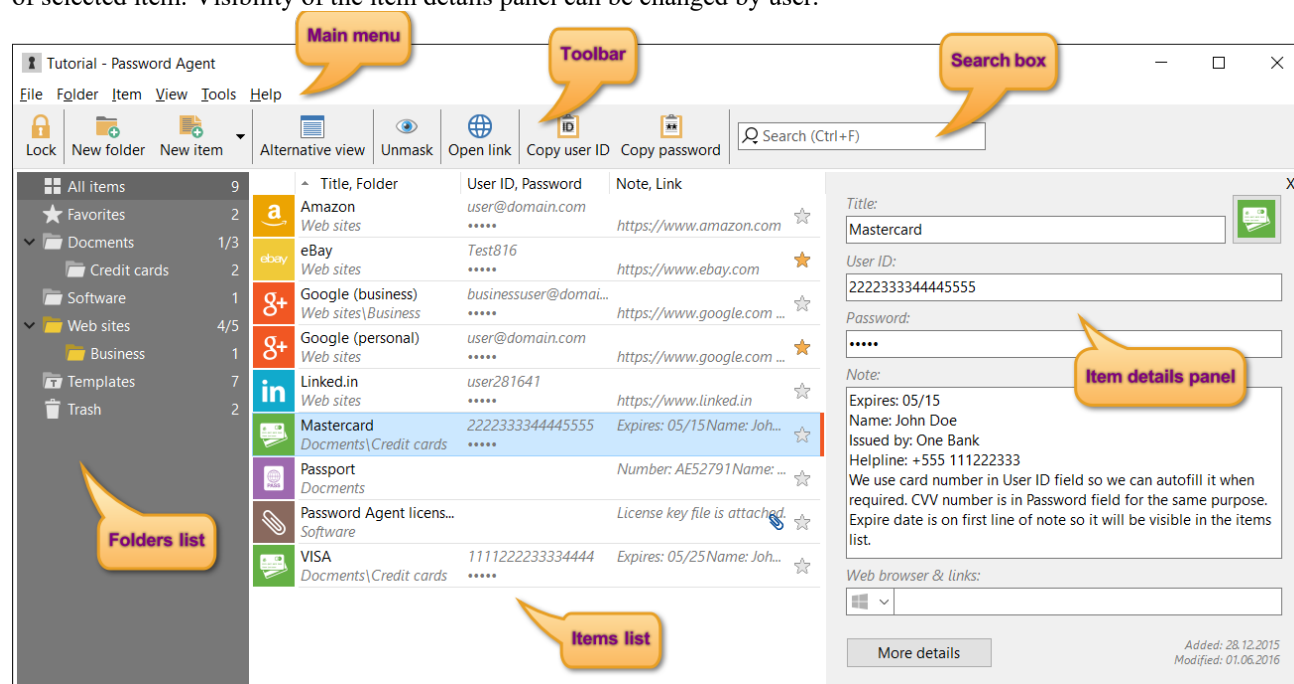 of selected item. Visibility of the item details panel can be changed by user.
Main menu
Toolbar
Search box
Tutorial - Password Agent
File Folder Item View Tools Help
Lock New folder New item Alternative view Unmask Open link Copy user ID Copy password Search (Ctrl+F)
All items 9
Favorites 2
Docments 1/3
Credit cards 2
Software 1
Web sites 4/5
Business 1
Templates 7
Trash 2
Folders list
Title, Folder User ID, Password Note, Link
a Amazon user@domain.com
Web sites ••••• https://www.amazon.com
ebay eBay Test816
Web sites ••••• https://www.ebay.com
g+ Google (business) businessuser@domai...
Web sites\Business ••••• https://www.google.com ...
g+ Google (personal) user@domain.com
Web sites ••••• https://www.google.com ...
in Linked.in user281641
Web sites ••••• https://www.linked.in
Mastercard 2222333344445555 Expires: 05/15Name: Joh...
Docments\Credit cards •••••
Passport Number: AE52791Name: ...
PASS Docments
Password Agent licens... License key file is attached.
Software
VISA 1111222233334444 Expires: 05/25Name: Joh...
Docments\Credit cards •••••
Items list
X
Title:
Mastercard
User ID:
2222333344445555
Password:
•••••
Item details panel
Note:
Expires: 05/15
Name: John Doe
Issued by: One Bank
Helpline: +555 111222333
We use card number in User ID field so we can autofill it when
required. CVV number is in Password field for the same purpose.
Expire date is on first line of note so it will be visible in the items
list.
Web browser & links:
More details
Added: 28.12.2015
Modified: 01.06.2016